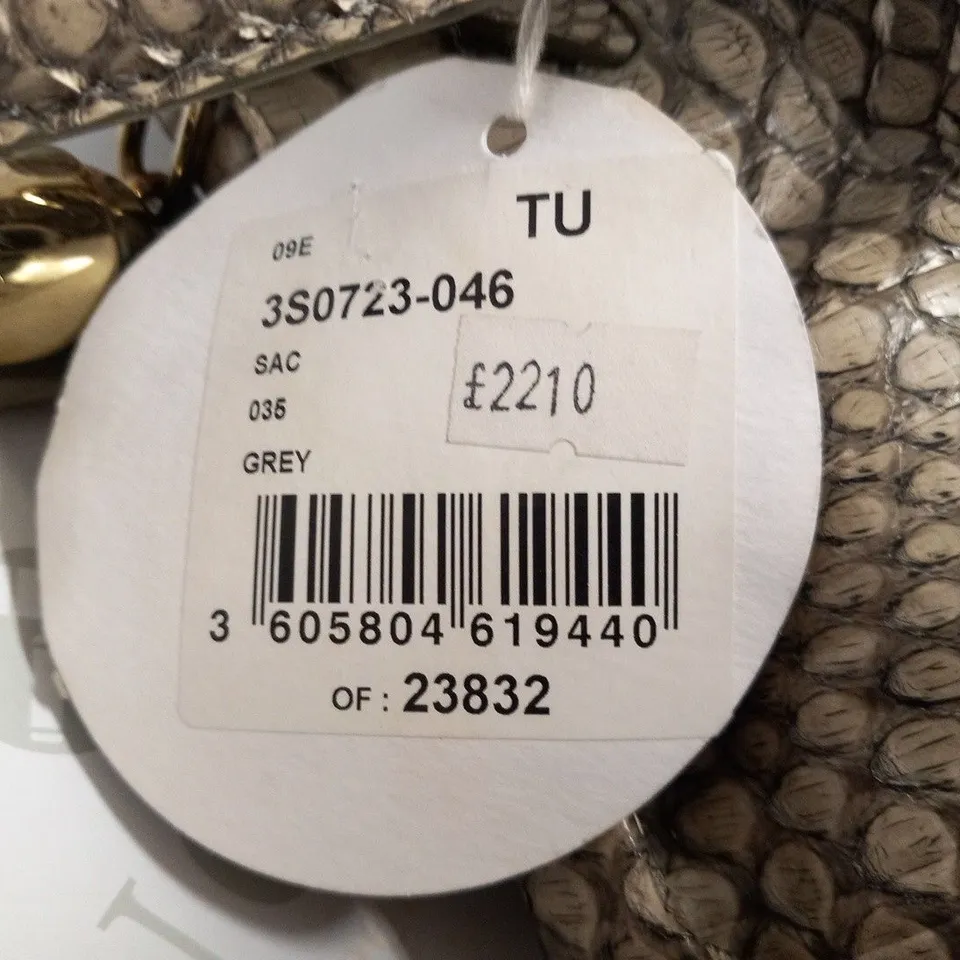 TU
09E
3S0723-046
SAC
£2210
035
GREY
3 605804 619440
OF : 23832